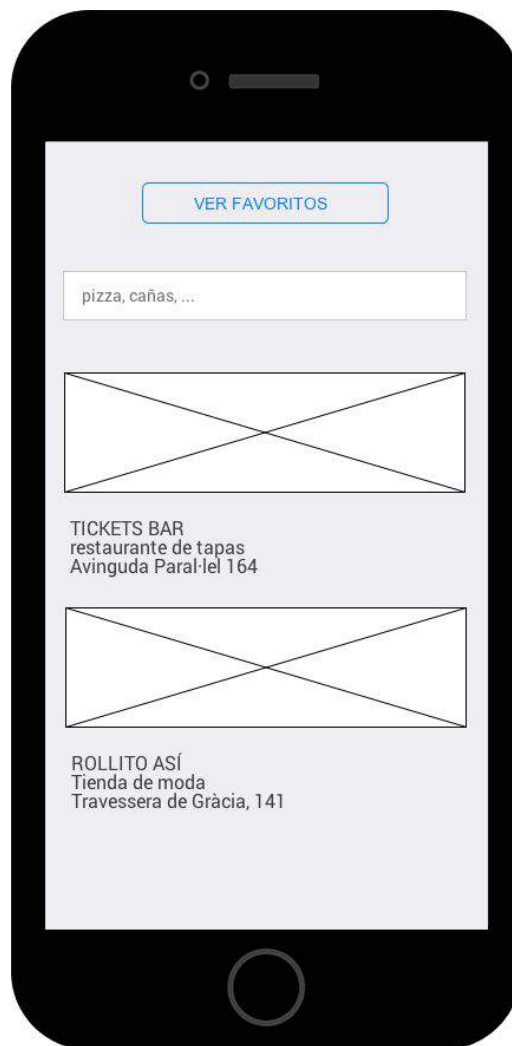 VER FAVORITOS
pizza, cañas, ...
TICKETS BAR
restaurante de tapas
Avinguda Paral·lel 164
ROLLITO ASÍ
Tienda de moda
Travessera de Gràcia, 141